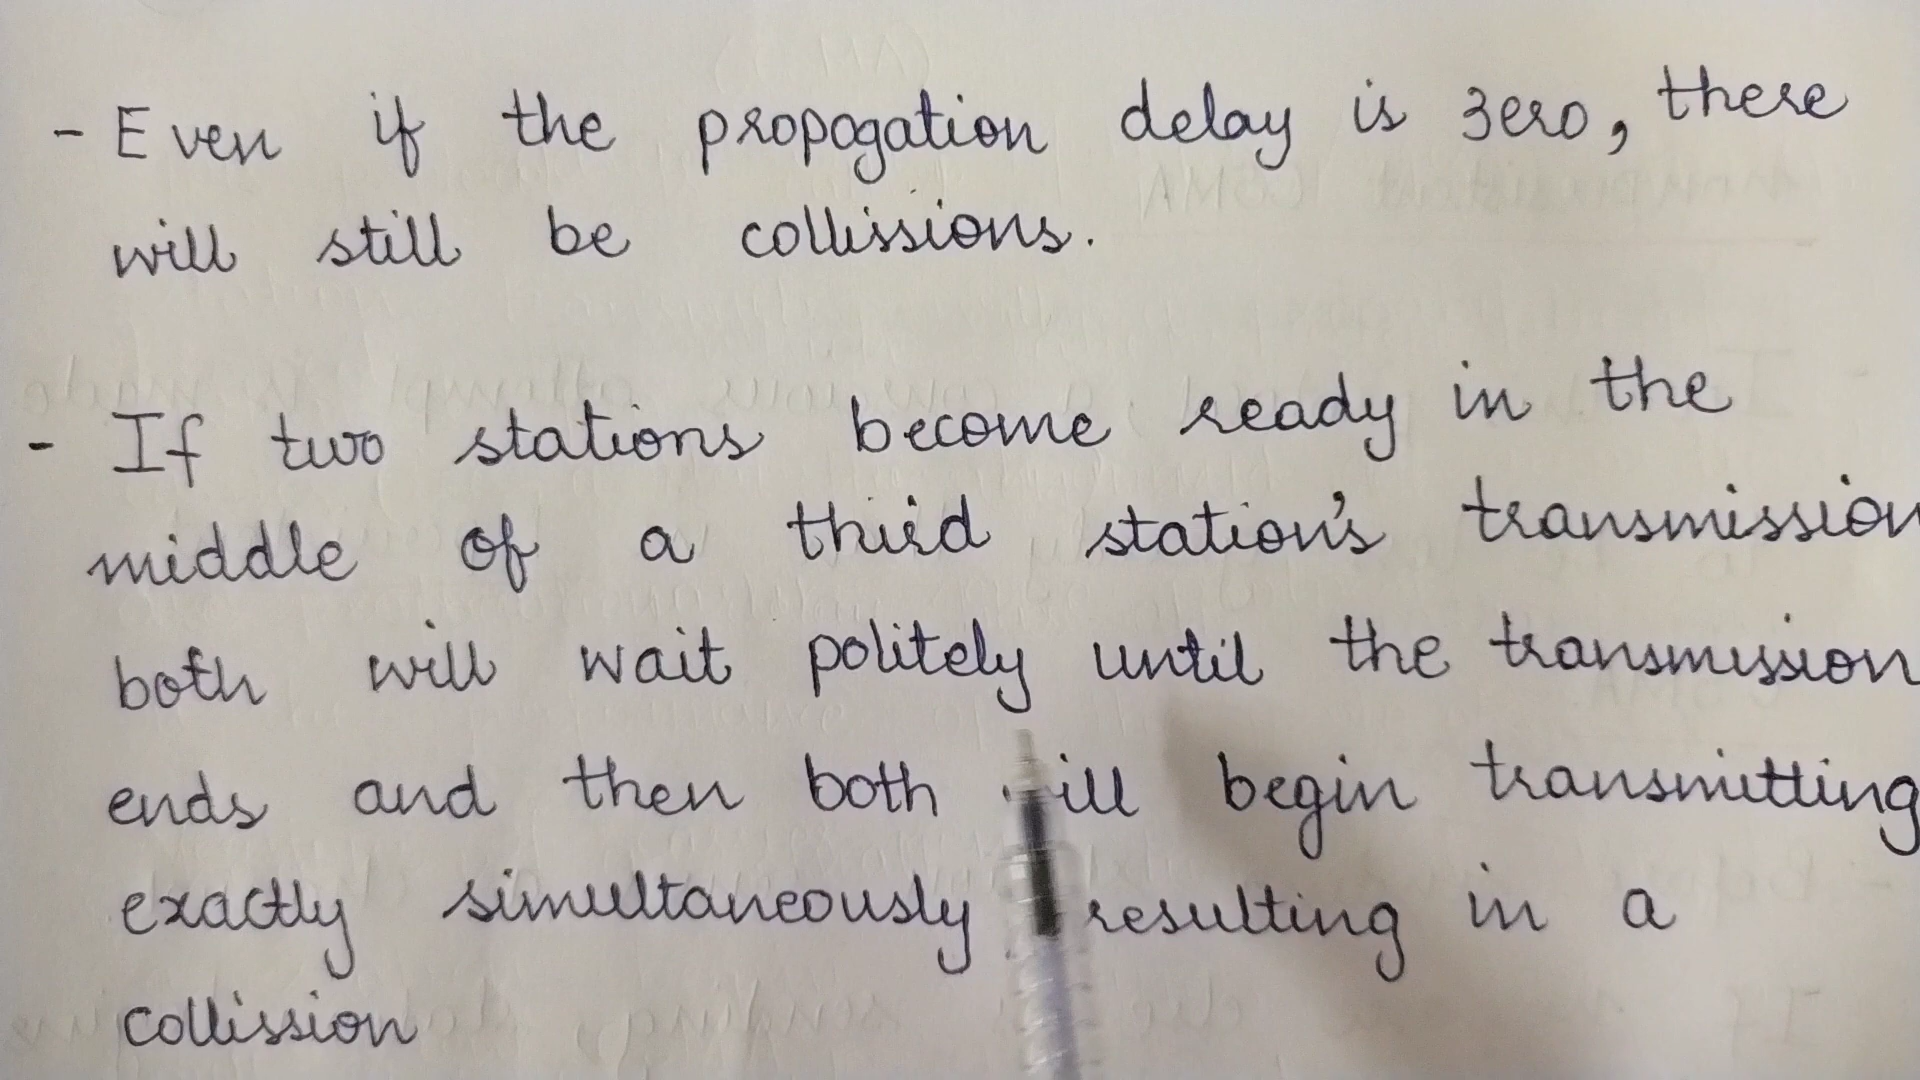 - Even if the propogation delay is zero, there
will still be collissions.
- If two stations become ready in the
middle of a third station's transmission
both will wait politely until the transmission
ends and then both will begin transmitting
exactly simultaneously resulting in a
collission